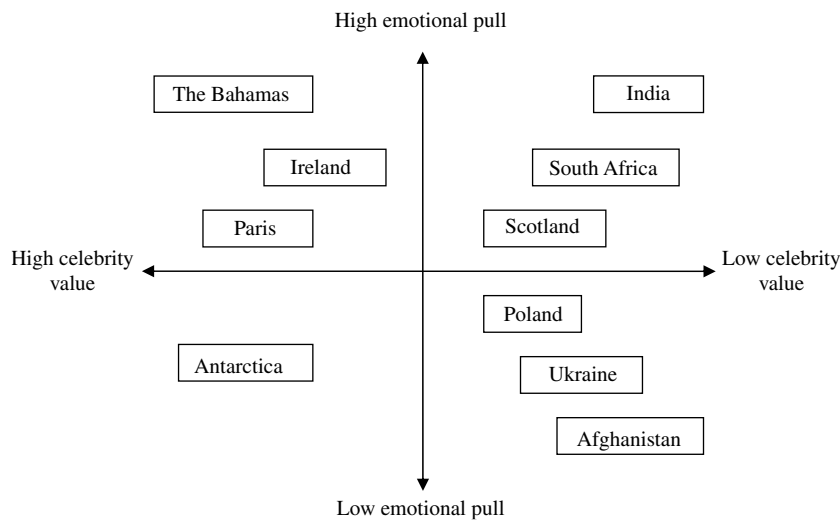 High emotional pull
The Bahamas
India
Ireland
South Africa
Paris
Scotland
High celebrity
value
Low celebrity
value
Poland
Antarctica
Ukraine
Afghanistan
Low emotional pull